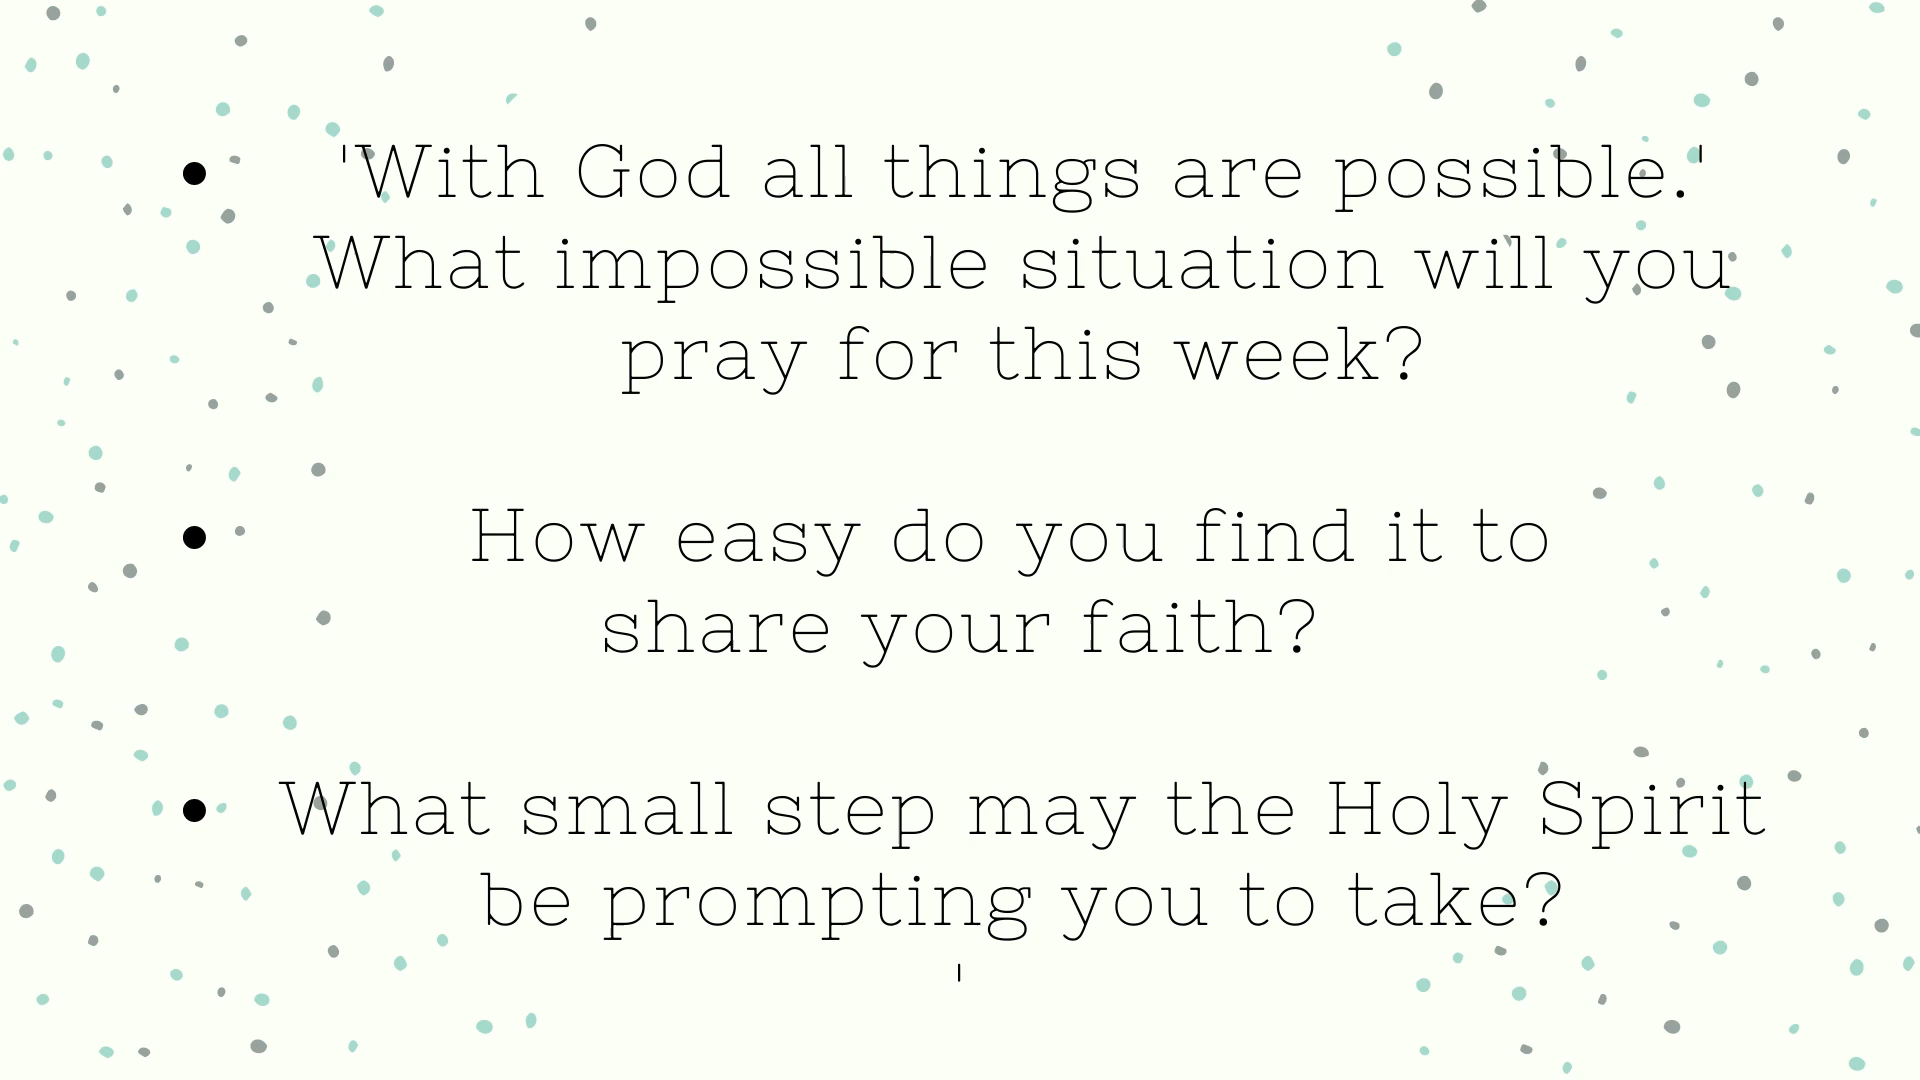 • 'With God all things are possible.'
What impossible situation will you
pray for this week?
• How easy do you find it to
share your faith?
• What small step may the Holy Spirit
be prompting you to take?
'